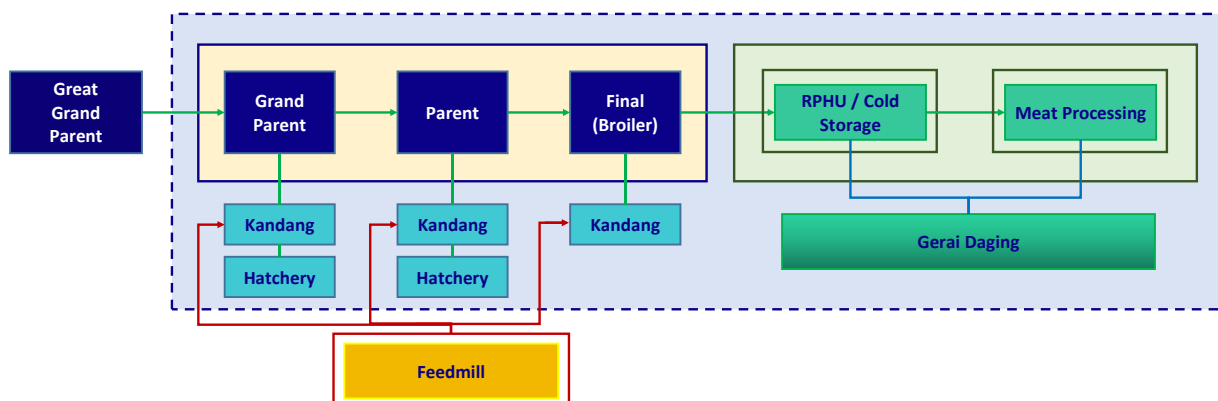 Great
Grand
Parent
Grand
Parent
Parent
Final
(Broiler)
RPHU / Cold
Storage
Meat Processing
Kandang
Kandang
Kandang
Hatchery
Hatchery
Gerai Daging
Feedmill